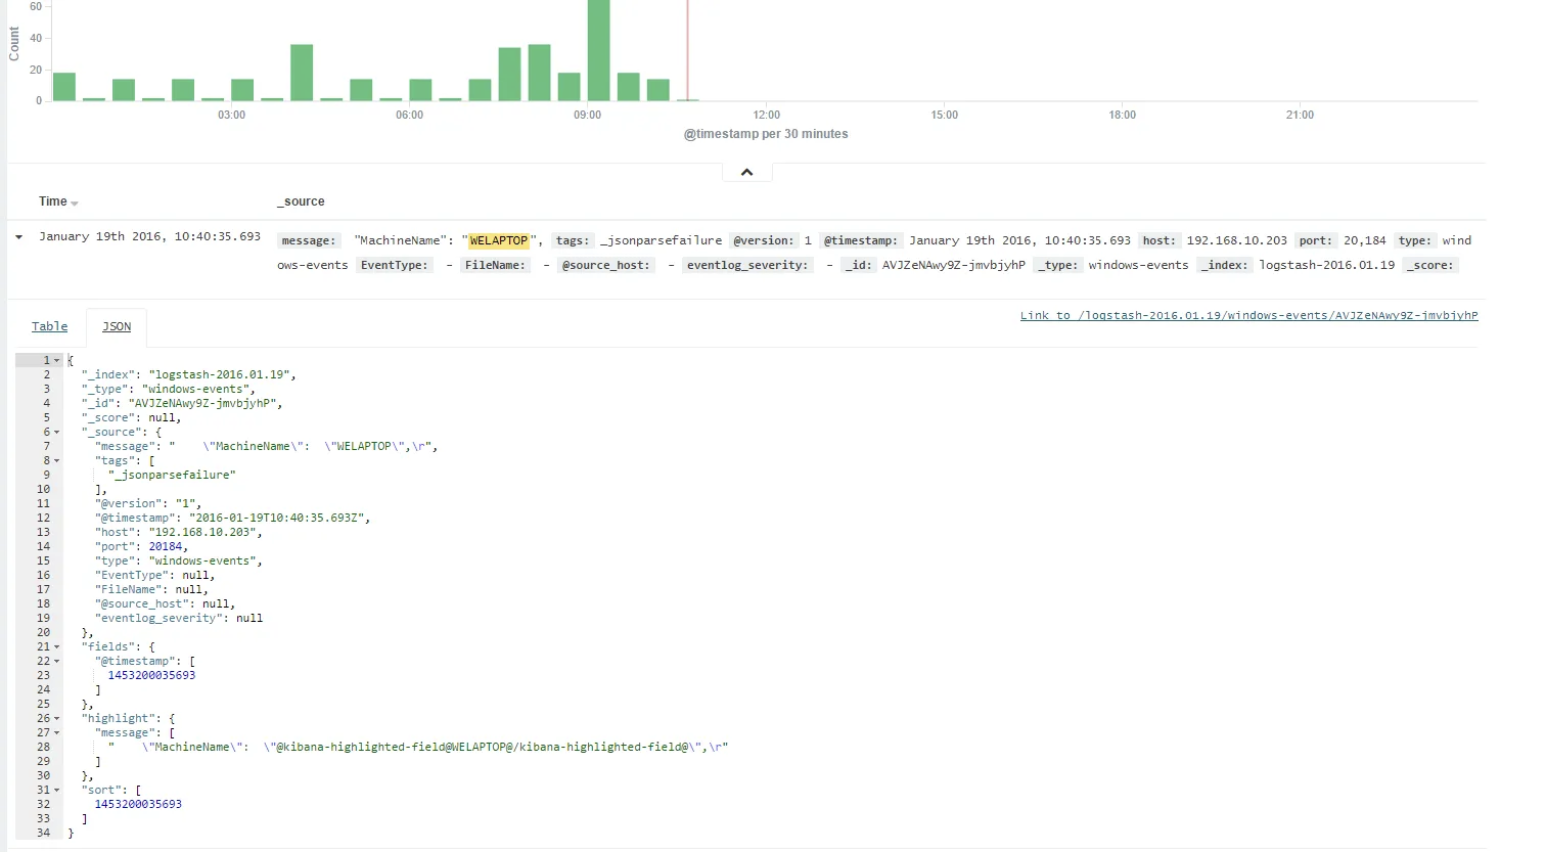 60
40
20
0
Count
03:00 06:00 09:00 12:00 15:00 18:00 21:00
@timestamp per 30 minutes
Time _source
January 19th 2016, 10:40:35.693 message: "MachineName": "WELAPTOP", tags: _jsonparsefailure @version: 1 @timestamp: January 19th 2016, 10:40:35.693 host: 192.168.10.203 port: 20,184 type: wind
ows-events EventType: - FileName: - @source_host: - eventlog_severity: - _id: AVJZeNAwy9Z-jmvbjyhP _type: windows-events _index: logstash-2016.01.19 _score:
Table JSON Link to /logstash-2016.01.19/windows-events/AVJZeNAwy9Z-jmvbjyhP
1 {
2 "_index": "logstash-2016.01.19",
3 "_type": "windows-events",
4 "_id": "AVJZeNAwy9Z-jmvbjyhP",
5 "_score": null,
6 "_source": {
7 "message": "    \"MachineName\":  \"WELAPTOP\",\r",
8 "tags": [
9 "_jsonparsefailure"
10 ],
11 "@version": "1",
12 "@timestamp": "2016-01-19T10:40:35.693Z",
13 "host": "192.168.10.203",
14 "port": 20184,
15 "type": "windows-events",
16 "EventType": null,
17 "FileName": null,
18 "@source_host": null,
19 "eventlog_severity": null
20 },
21 "fields": {
22 "@timestamp": [
23 1453200035693
24 ]
25 },
26 "highlight": {
27 "message": [
28 "    \"MachineName\":  \"@kibana-highlighted-field@WELAPTOP@/kibana-highlighted-field@\",\r"
29 ]
30 },
31 "sort": [
32 1453200035693
33 ]
34 }